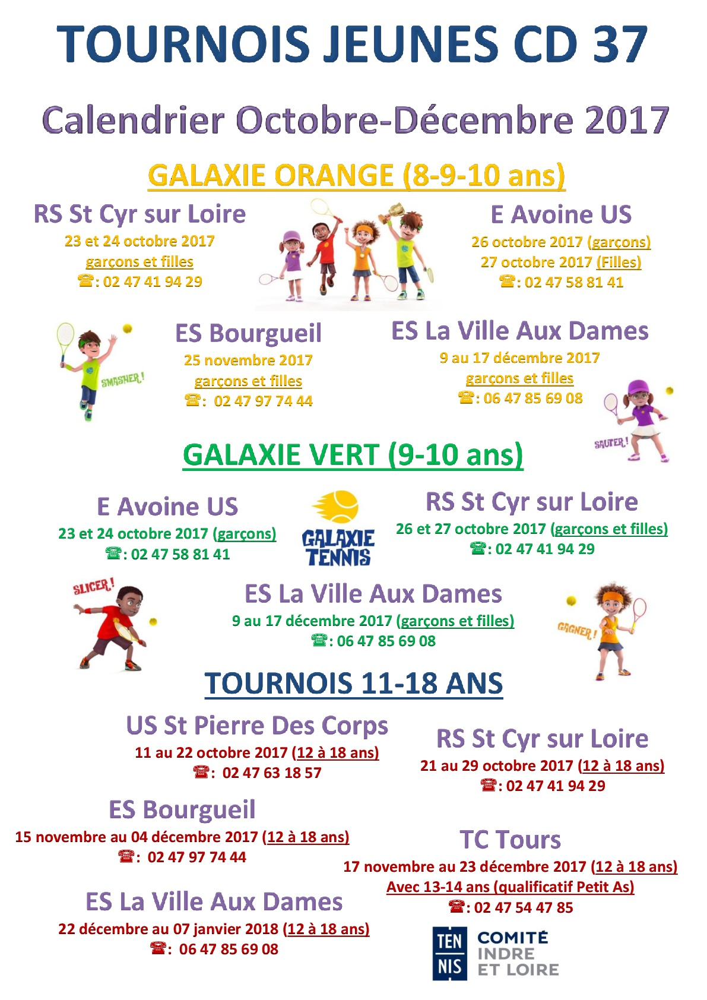 TOURNOIS JEUNES CD 37
Calendrier Octobre-Décembre 2017
GALAXIE ORANGE (8-9-10 ans)
RS St Cyr sur Loire
23 et 24 octobre 2017
garçons et filles
☎: 02 47 41 94 29
E Avoine US
26 octobre 2017 (garçons)
27 octobre 2017 (Filles)
☎: 02 47 58 81 41
SMASHER!
ES Bourgueil
25 novembre 2017
garçons et filles
☎: 02 47 97 74 44
ES La Ville Aux Dames
9 au 17 décembre 2017
garçons et filles
☎: 06 47 85 69 08
SAUTER!
GALAXIE VERT (9-10 ans)
E Avoine US
23 et 24 octobre 2017 (garçons)
☎: 02 47 58 81 41
GALAXIE
TENNIS
RS St Cyr sur Loire
26 et 27 octobre 2017 (garçons et filles)
☎: 02 47 41 94 29
SLICER!
ES La Ville Aux Dames
9 au 17 décembre 2017 (garçons et filles)
☎: 06 47 85 69 08
GAGNER!
TOURNOIS 11-18 ANS
US St Pierre Des Corps
11 au 22 octobre 2017 (12 à 18 ans)
☎: 02 47 63 18 57
RS St Cyr sur Loire
21 au 29 octobre 2017 (12 à 18 ans)
☎: 02 47 41 94 29
ES Bourgueil
15 novembre au 04 décembre 2017 (12 à 18 ans)
☎: 02 47 97 74 44
TC Tours
17 novembre au 23 décembre 2017 (12 à 18 ans)
Avec 13-14 ans (qualificatif Petit As)
☎: 02 47 54 47 85
ES La Ville Aux Dames
22 décembre au 07 janvier 2018 (12 à 18 ans)
☎: 06 47 85 69 08
TEN
NIS
COMITÉ
INDRE
ET LOIRE